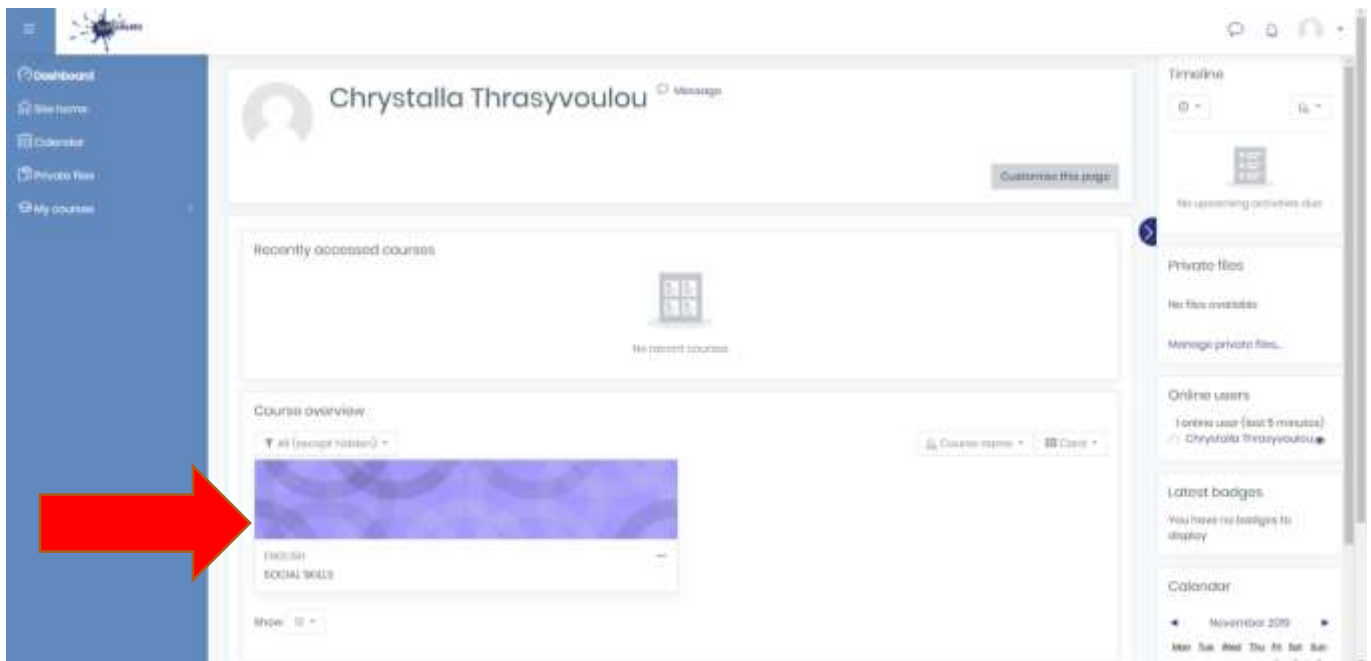 Dashboard
Site home
Calendar
Private files
My courses
Chrystalla Thrasyvoulou
Message
Customise this page
Recently accessed courses
No recent courses
Course overview
All (except hidden)
Course name
Card
ENGLISH
SOCIAL SKILLS
Show
Timeline
No upcoming activities due
Private files
No files available
Manage private files...
Online users
1 online user (last 5 minutes)
Chrystalla Thrasyvoulou
Latest badges
You have no badges to
display
Calendar
November 2019
Mon Tue Wed Thu Fri Sat Sun